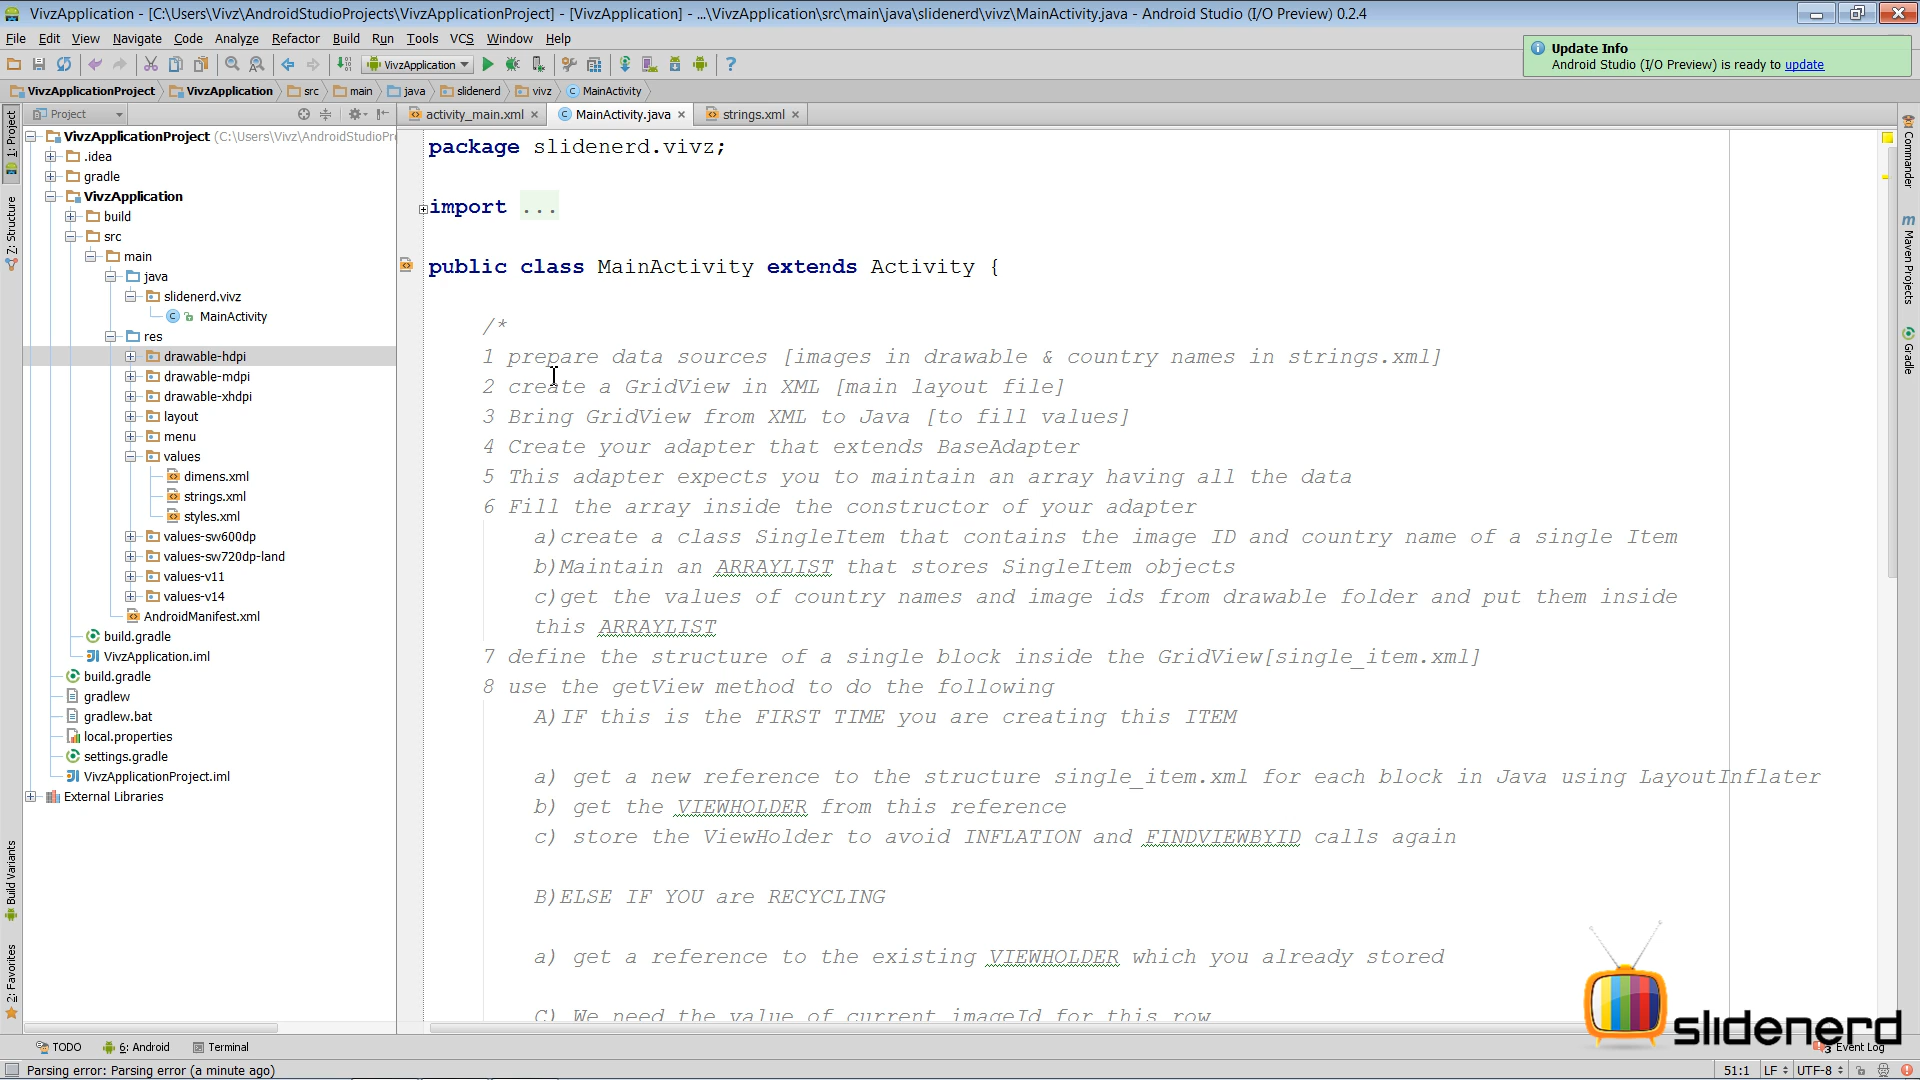 VivzApplication - [C:\Users\Vivz\AndroidStudioProjects\VivzApplicationProject] - [VivzApplication] - ...\VivzApplication\src\main\java\slidenerd\vivz\MainActivity.java - Android Studio (I/O Preview) 0.2.4
File Edit View Navigate Code Analyze Refactor Build Run Tools VCS Window Help
VivzApplication
Update Info
Android Studio (I/O Preview) is ready to update
VivzApplicationProject VivzApplication src main java slidenerd vivz MainActivity
Project
activity_main.xml MainActivity.java strings.xml
1: Project
Z: Structure
Build Variants
2: Favorites
VivzApplicationProject (C:\Users\Vivz\AndroidStudioPr
.idea
gradle
VivzApplication
build
src
main
java
slidenerd.vivz
MainActivity
res
drawable-hdpi
drawable-mdpi
drawable-xhdpi
layout
menu
values
dimens.xml
strings.xml
styles.xml
values-sw600dp
values-sw720dp-land
values-v11
values-v14
AndroidManifest.xml
build.gradle
VivzApplication.iml
build.gradle
gradlew
gradlew.bat
local.properties
settings.gradle
VivzApplicationProject.iml
External Libraries
package slidenerd.vivz;
import ...
public class MainActivity extends Activity {
/*
1 prepare data sources [images in drawable & country names in strings.xml]
2 create a GridView in XML [main layout file]
3 Bring GridView from XML to Java [to fill values]
4 Create your adapter that extends BaseAdapter
5 This adapter expects you to maintain an array having all the data
6 Fill the array inside the constructor of your adapter
a)create a class SingleItem that contains the image ID and country name of a single Item
b)Maintain an ARRAYLIST that stores SingleItem objects
c)get the values of country names and image ids from drawable folder and put them inside
this ARRAYLIST
7 define the structure of a single block inside the GridView[single_item.xml]
8 use the getView method to do the following
A)IF this is the FIRST TIME you are creating this ITEM
a) get a new reference to the structure single_item.xml for each block in Java using LayoutInflater
b) get the VIEWHOLDER from this reference
c) store the ViewHolder to avoid INFLATION and FINDVIEWBYID calls again
B)ELSE IF YOU are RECYCLING
a) get a reference to the existing VIEWHOLDER which you already stored
C) We need the value of current imageId for this row
Commander
m Maven Projects
Gradle
slidenerd
TODO 6: Android Terminal
3 Event Log
Parsing error: Parsing error (a minute ago)
51:1 LF UTF-8